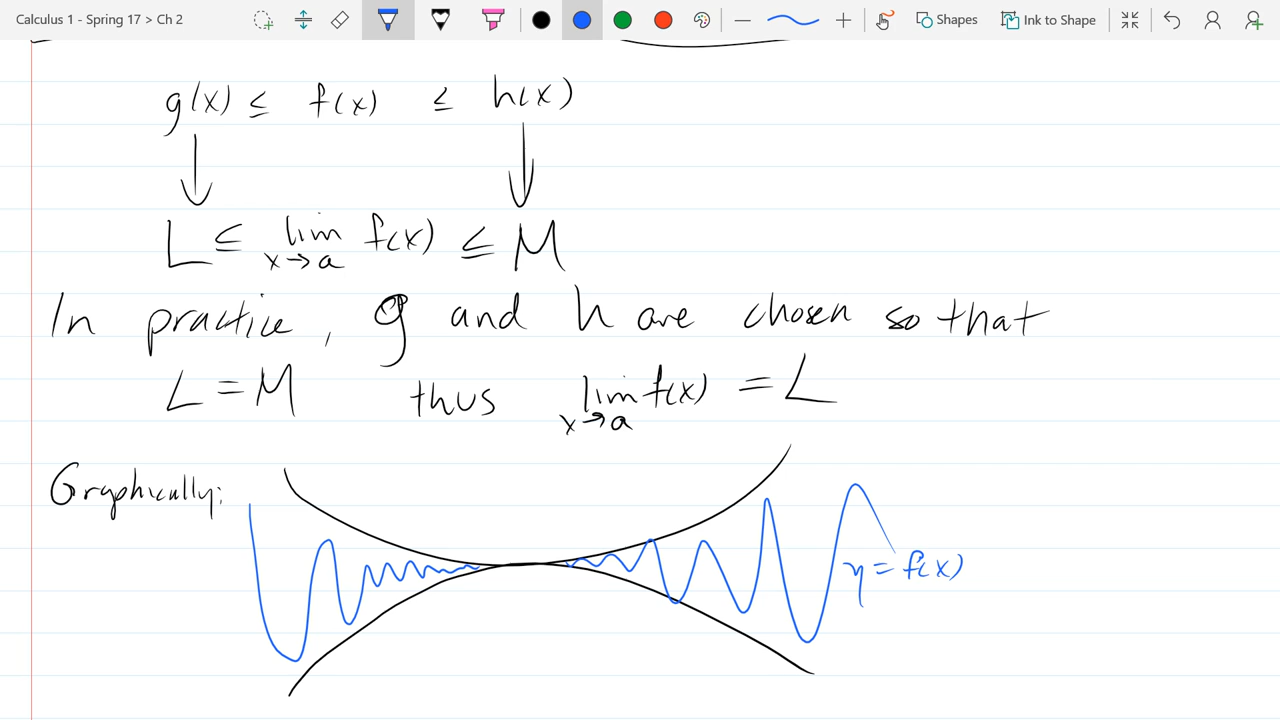 Calculus 1 - Spring 17 > Ch 2
Shapes
Ink to Shape
g(x) ≤ f(x) ≤ h(x)
L ≤ lim f(x) ≤ M
x→a
In practice, g and h are chosen so that
L = M thus lim f(x) = L
x→a
Graphically:
y = f(x)